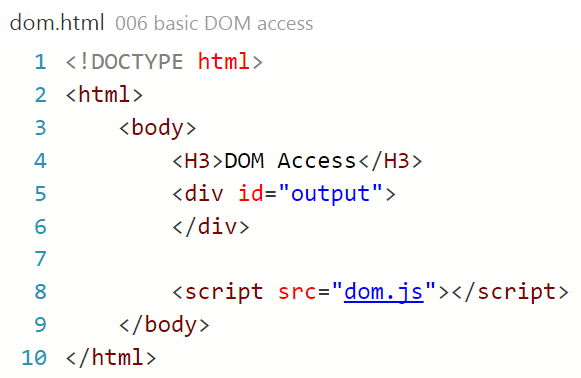 dom.html 006 basic DOM access
1 <!DOCTYPE html>
2 <html>
3     <body>
4         <H3>DOM Access</H3>
5         <div id="output">
6         </div>
7
8         <script src="dom.js"></script>
9     </body>
10 </html>